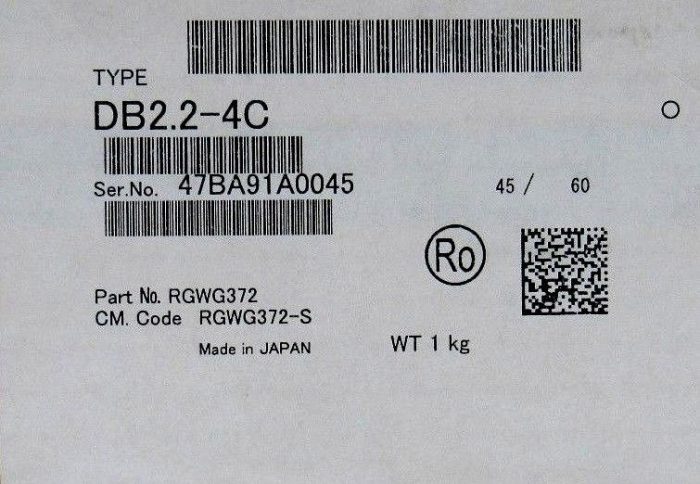 TYPE
DB2.2-4C
Ser.No. 47BA91A0045 45 / 60
Ro
Part No. RGWG372
CM. Code RGWG372-S
Made in JAPAN WT 1 kg